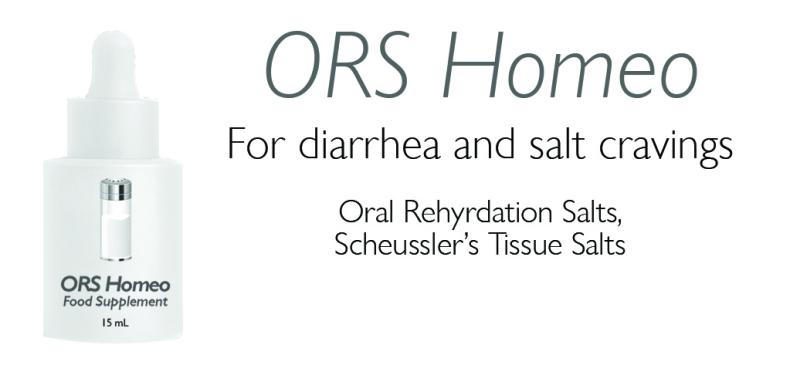 ORS Homeo
For diarrhea and salt cravings
Oral Rehyrdation Salts,
Scheussler's Tissue Salts
ORS Homeo
Food Supplement
15 mL